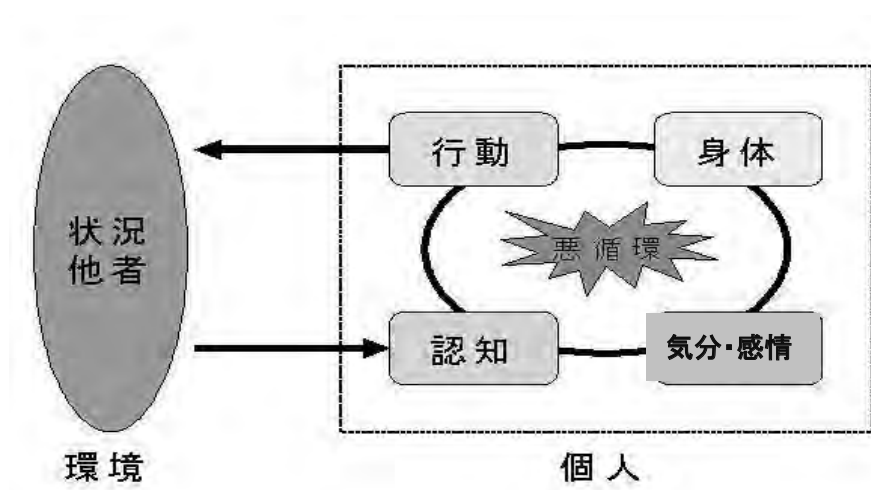 行動
身体
状況
他者
悪循環
認知
気分・感情
環境
個人